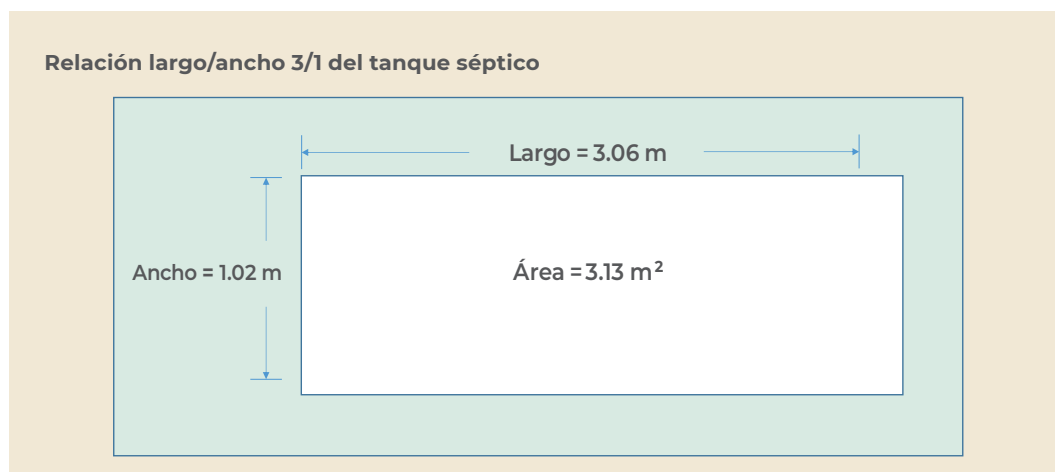 Relación largo/ancho 3/1 del tanque séptico
Largo = 3.06 m
Ancho = 1.02 m
Área = 3.13 m²